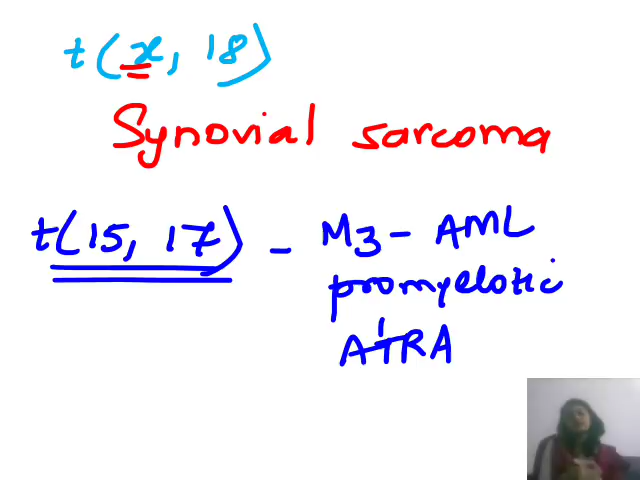 t(x, 18)
Synovial sarcoma
t(15, 17) - M3 - AML
promyelotic
ATRA